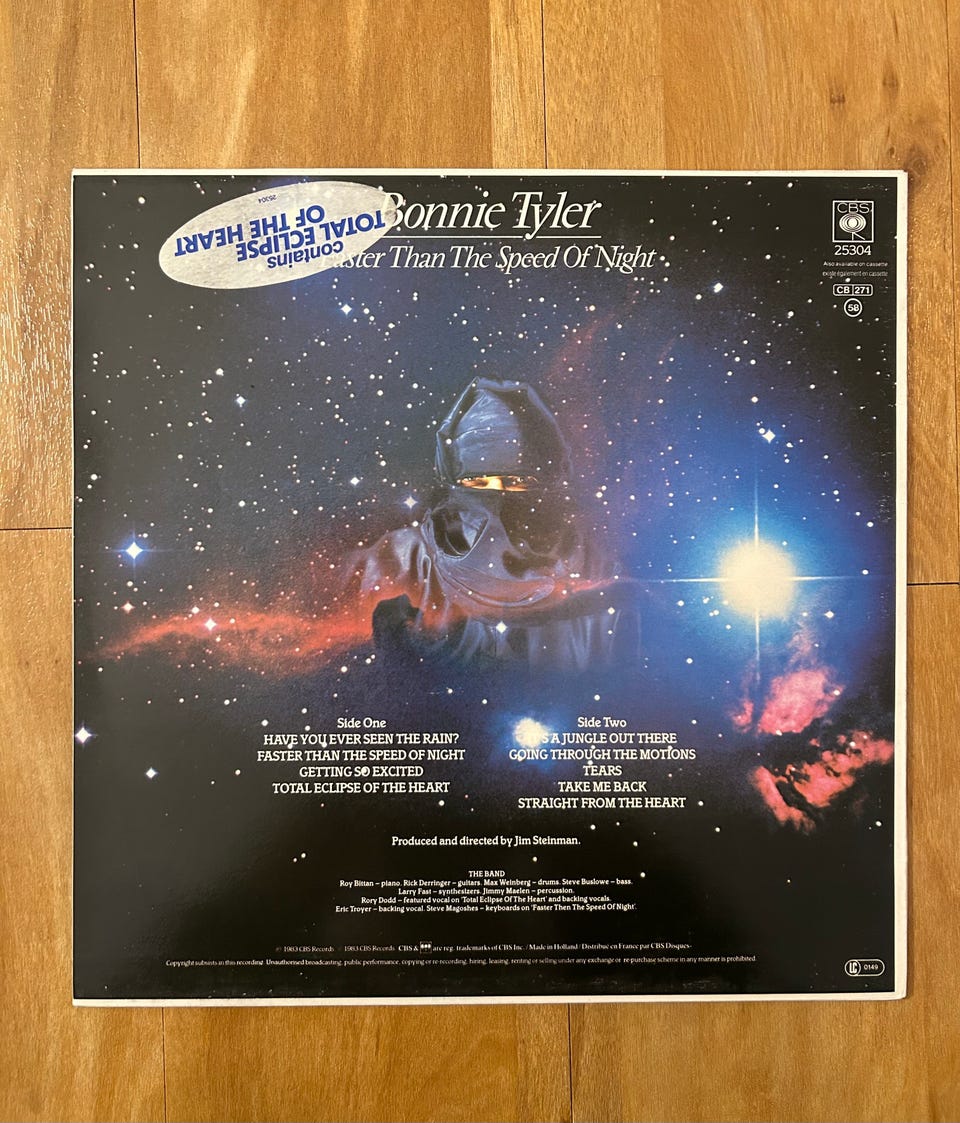 contains
TOTAL ECLIPSE
OF THE HEART
25304
Bonnie Tyler
aster Than The Speed Of Night
CBS
25304
Also available on cassette
existe également en cassette
CB 271
58
Side One
HAVE YOU EVER SEEN THE RAIN?
FASTER THAN THE SPEED OF NIGHT
GETTING SO EXCITED
TOTAL ECLIPSE OF THE HEART
Side Two
IT'S A JUNGLE OUT THERE
GOING THROUGH THE MOTIONS
TEARS
TAKE ME BACK
STRAIGHT FROM THE HEART
Produced and directed by Jim Steinman.
THE BAND
Roy Bittan – piano. Rick Derringer – guitars. Max Weinberg – drums. Steve Buslowe – bass.
Larry Fast – synthesizers. Jimmy Maelen – percussion.
Rory Dodd – featured vocal on 'Total Eclipse Of The Heart' and backing vocals.
Eric Troyer – backing vocal. Steve Magoshes – keyboards on 'Faster Then The Speed Of Night'.
℗ 1983 CBS Records © 1983 CBS Records CBS & are reg. trademarks of CBS Inc. / Made in Holland / Distribué en France par CBS Disques·
Copyright subsists in this recording. Unauthorised broadcasting, public performance, copying or re-recording, hiring, leasing, renting or selling under any exchange or re-purchase scheme in any manner is prohibited.
LC 0149